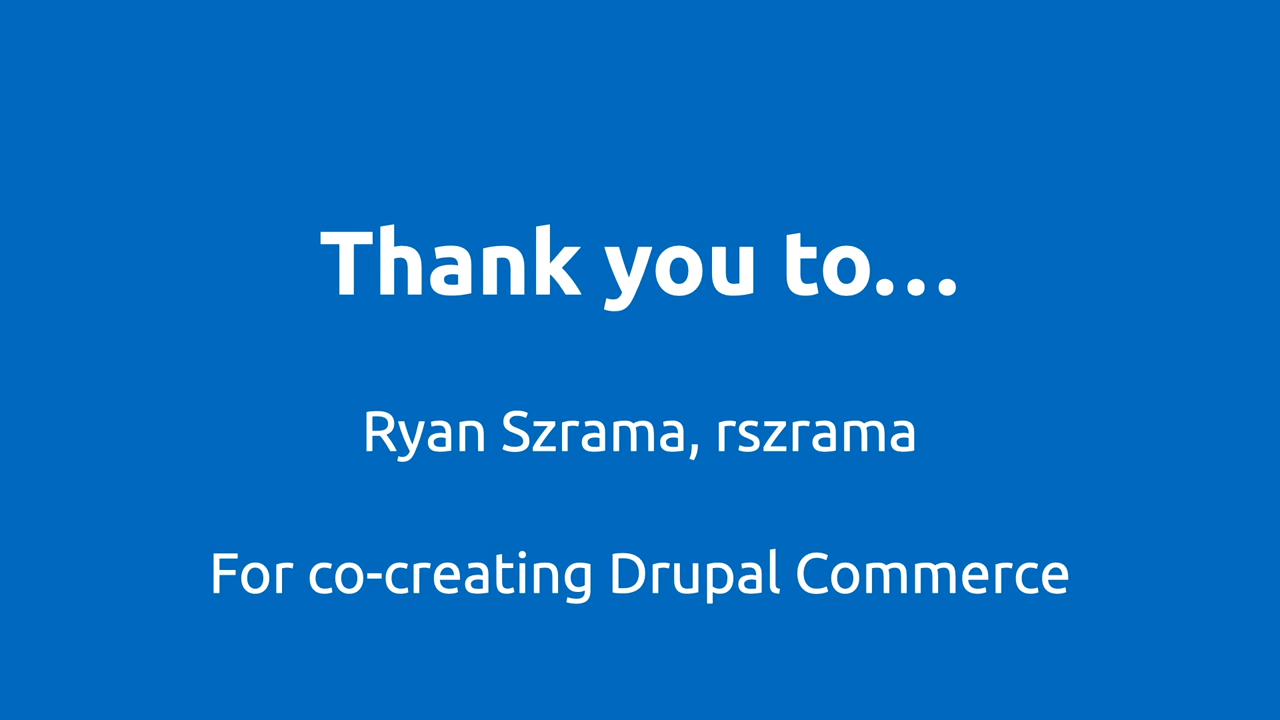 Thank you to…
Ryan Szrama, rszrama
For co-creating Drupal Commerce